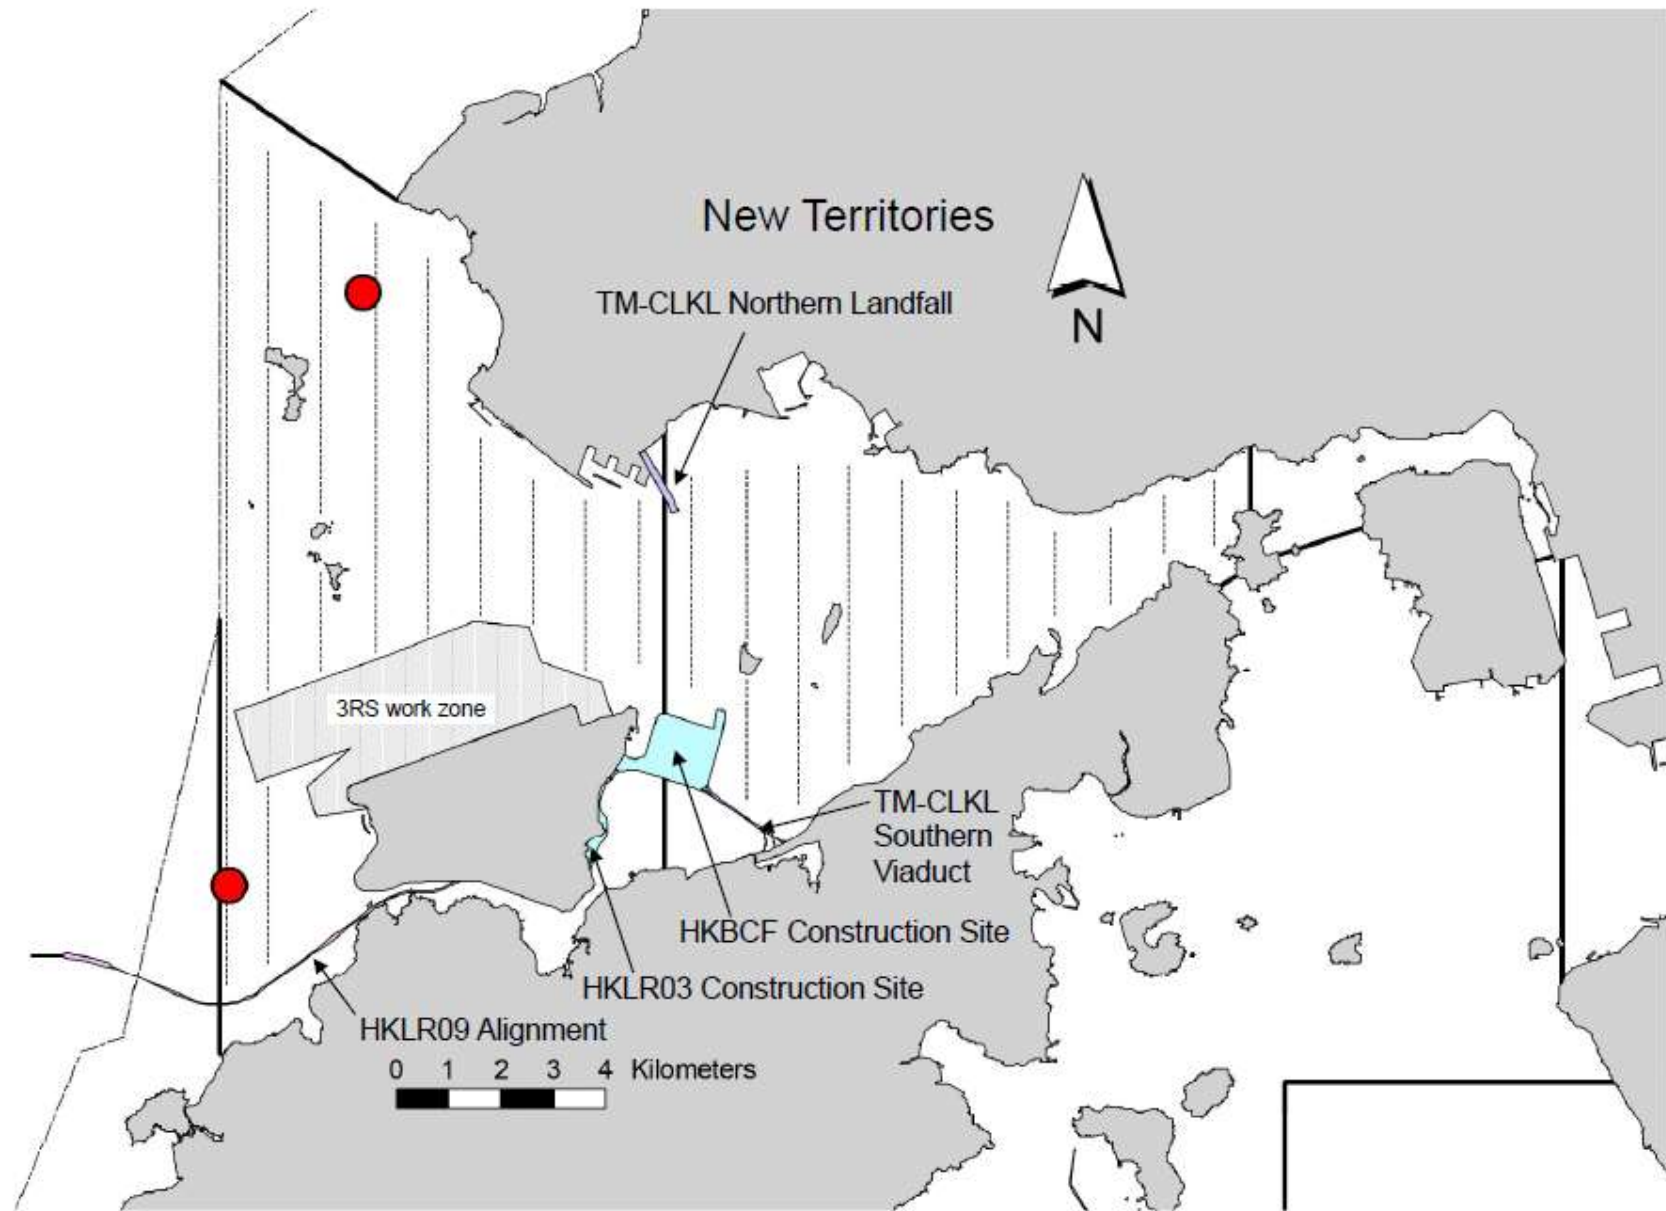 New Territories
TM-CLKL Northern Landfall
N
3RS work zone
TM-CLKL
Southern
Viaduct
HKBCF Construction Site
HKLR03 Construction Site
HKLR09 Alignment
0 1 2 3 4 Kilometers